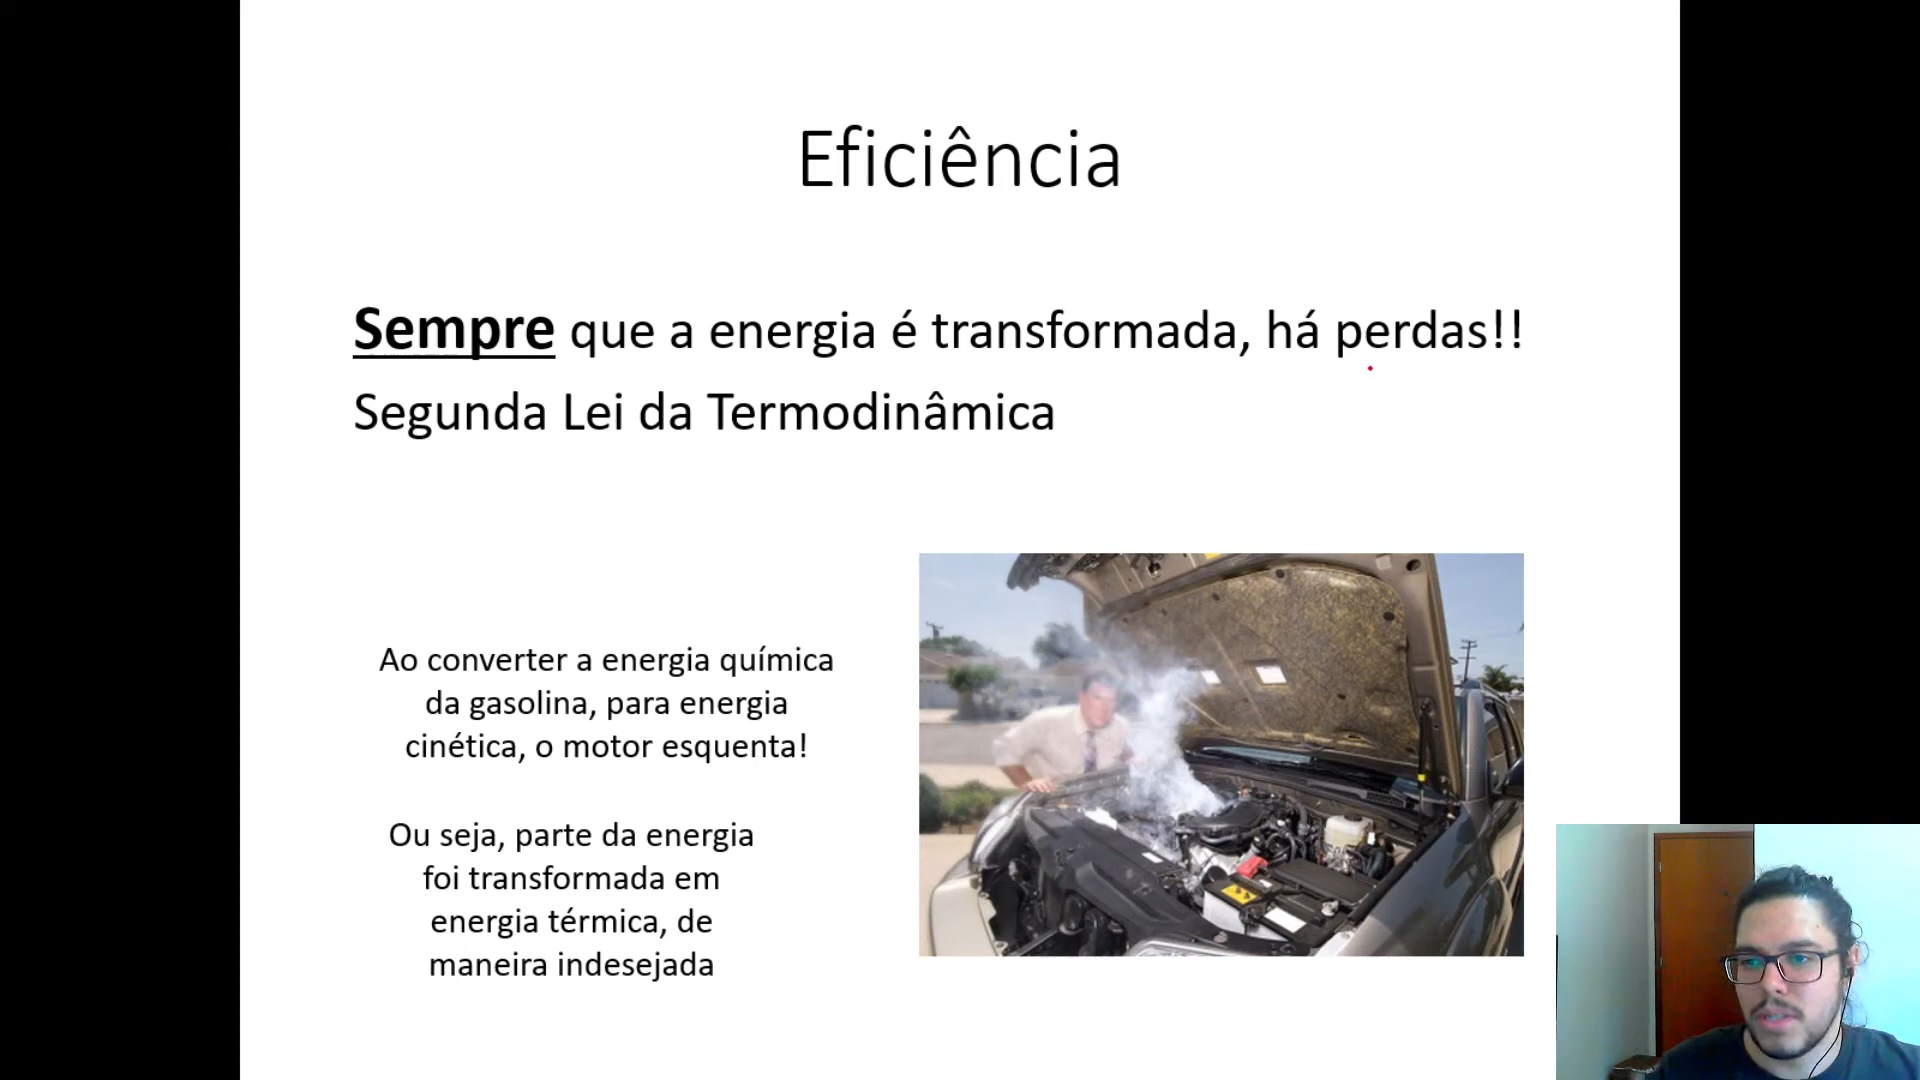 Eficiência
Sempre que a energia é transformada, há perdas!!
Segunda Lei da Termodinâmica
Ao converter a energia química
da gasolina, para energia
cinética, o motor esquenta!
Ou seja, parte da energia
foi transformada em
energia térmica, de
maneira indesejada